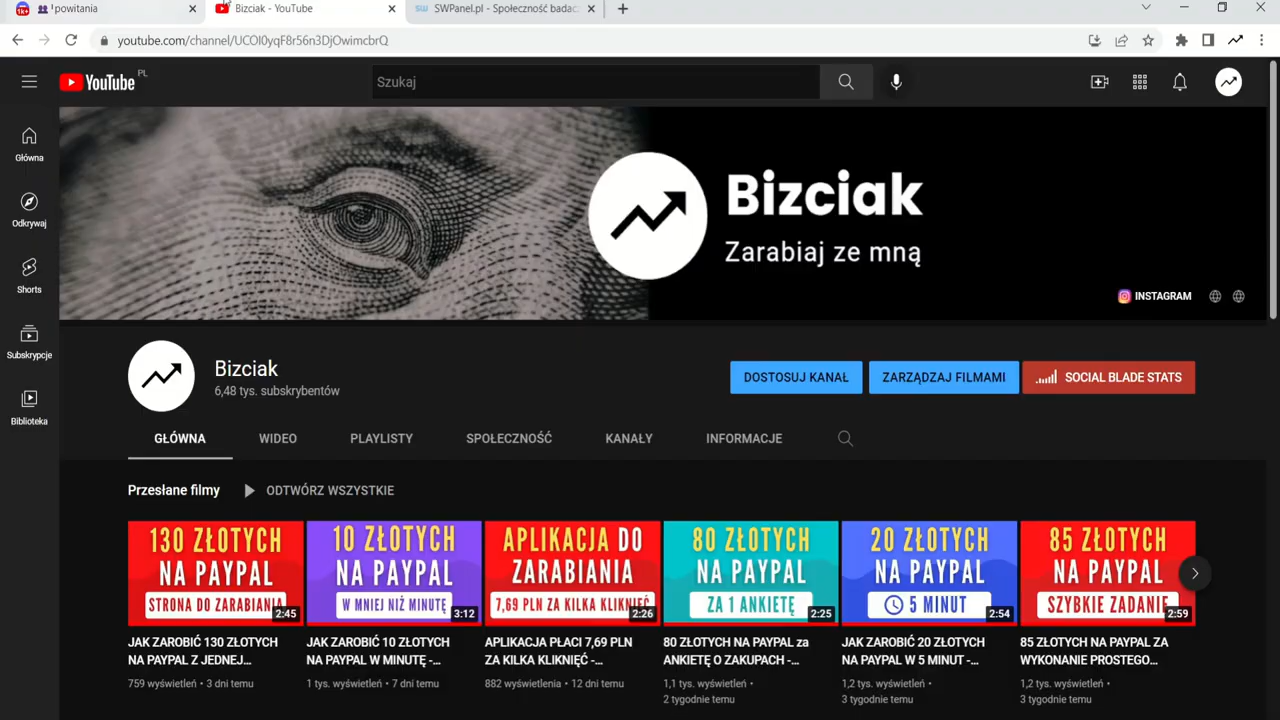 powitania
Bizciak - YouTube
SWPanel.pl - Społeczność badac
youtube.com/channel/UCOI0yqF8r56n3DjOwimcbrQ
YouTube PL
Szukaj
Główna
Odkrywaj
Shorts
Subskrypcje
Biblioteka
Bizciak
Zarabiaj ze mną
INSTAGRAM
Bizciak
6,48 tys. subskrybentów
DOSTOSUJ KANAŁ
ZARZĄDZAJ FILMAMI
SOCIAL BLADE STATS
GŁÓWNA
WIDEO
PLAYLISTY
SPOŁECZNOŚĆ
KANAŁY
INFORMACJE
Przesłane filmy
ODTWÓRZ WSZYSTKIE
130 ZŁOTYCH
NA PAYPAL
STRONA DO ZARABIANIA
2:45
JAK ZAROBIĆ 130 ZŁOTYCH
NA PAYPAL Z JEDNEJ...
759 wyświetleń • 3 dni temu
10 ZŁOTYCH
NA PAYPAL
W MNIEJ NIŻ MINUTĘ
3:12
JAK ZAROBIĆ 10 ZŁOTYCH
NA PAYPAL W MINUTĘ -...
1 tys. wyświetleń • 7 dni temu
APLIKACJA DO
ZARABIANIA
7,69 PLN ZA KILKA KLIKNIĘĆ
2:26
APLIKACJA PŁACI 7,69 PLN
ZA KILKA KLIKNIĘĆ -...
882 wyświetlenia • 12 dni temu
80 ZŁOTYCH
NA PAYPAL
ZA 1 ANKIETĘ
2:25
80 ZŁOTYCH NA PAYPAL za
ANKIETĘ O ZAKUPACH -...
1,1 tys. wyświetleń •
2 tygodnie temu
20 ZŁOTYCH
NA PAYPAL
5 MINUT
2:54
JAK ZAROBIĆ 20 ZŁOTYCH
NA PAYPAL W 5 MINUT -...
1,2 tys. wyświetleń •
3 tygodnie temu
85 ZŁOTYCH
NA PAYPAL
SZYBKIE ZADANIE
2:59
85 ZŁOTYCH NA PAYPAL ZA
WYKONANIE PROSTEGO...
1,2 tys. wyświetleń •
3 tygodnie temu